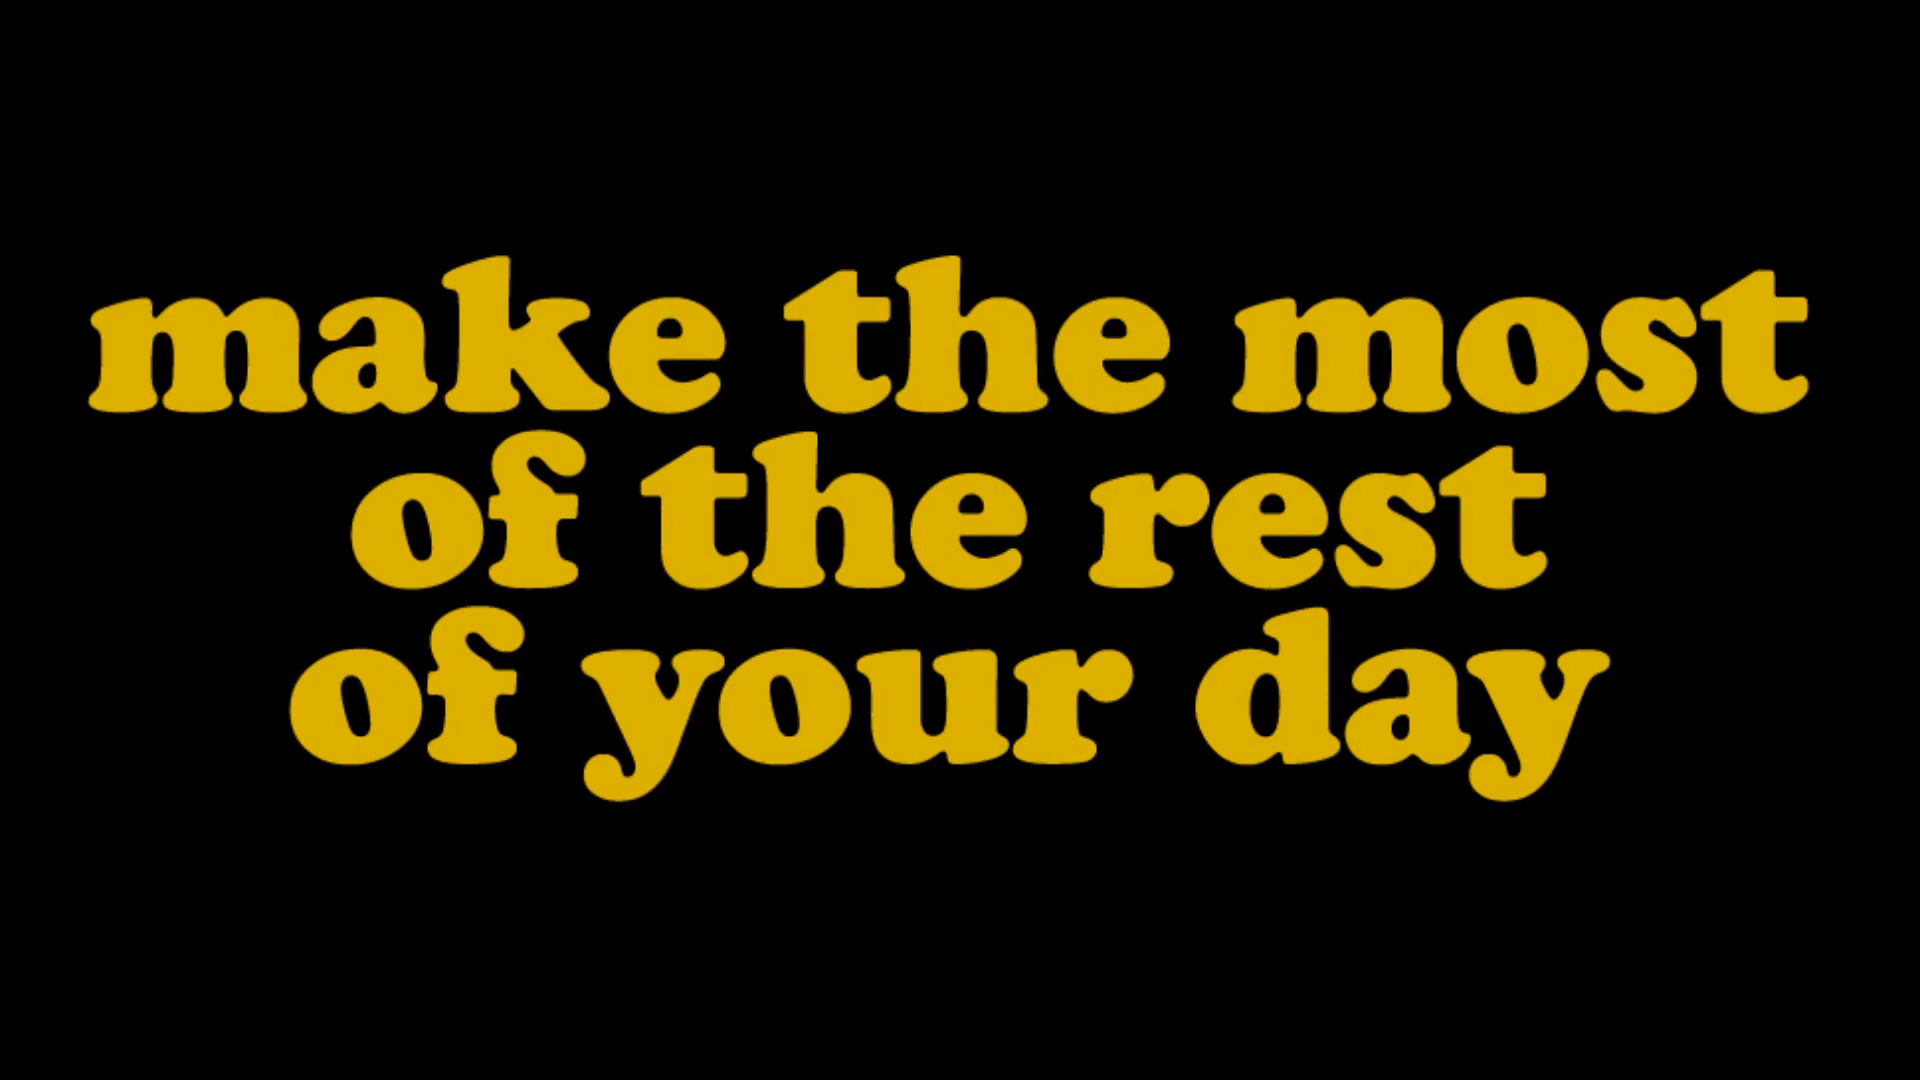 make the most
of the rest
of your day